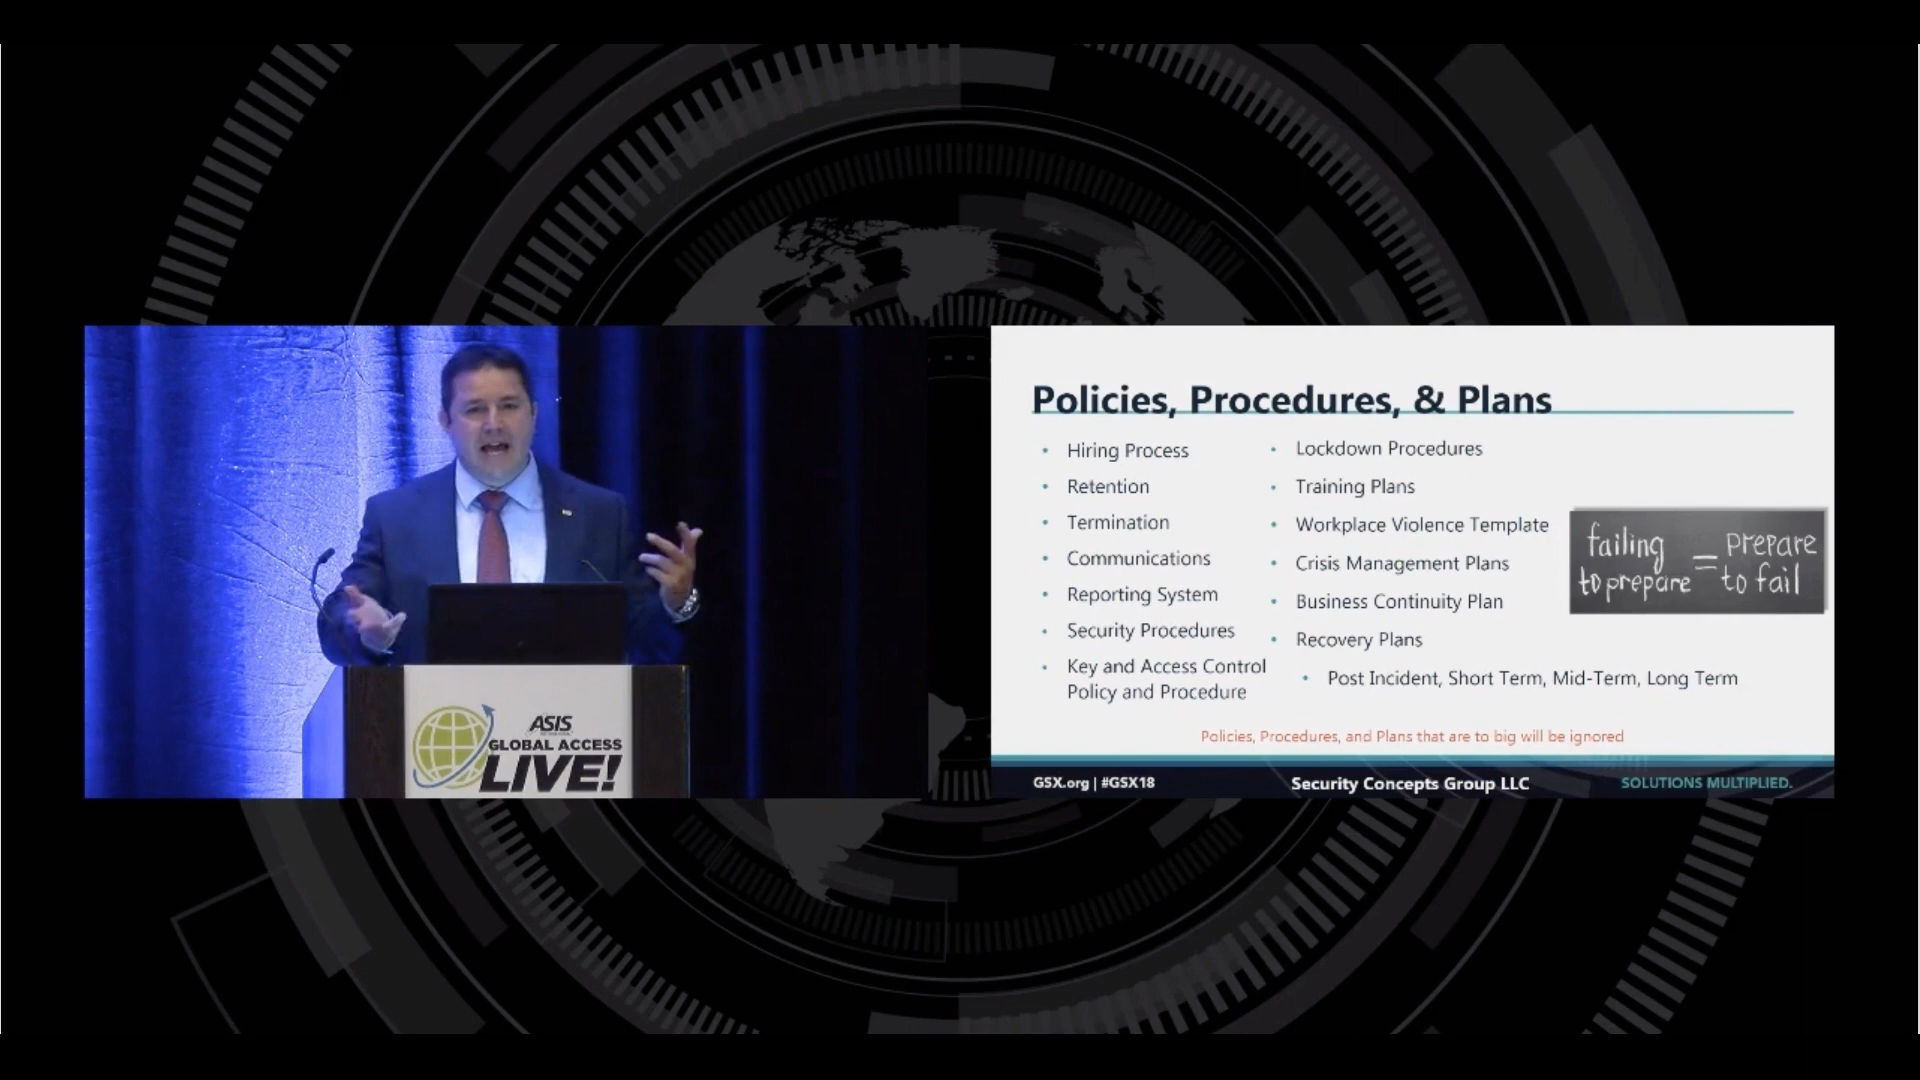 ASIS
GLOBAL ACCESS
LIVE!
Policies, Procedures, & Plans
• Hiring Process
• Retention
• Termination
• Communications
• Reporting System
• Security Procedures
• Key and Access Control
Policy and Procedure
• Lockdown Procedures
• Training Plans
• Workplace Violence Template
• Crisis Management Plans
• Business Continuity Plan
• Recovery Plans
• Post Incident, Short Term, Mid-Term, Long Term
failing
to prepare
=
prepare
to fail
Policies, Procedures, and Plans that are to big will be ignored
GSX.org | #GSX18
Security Concepts Group LLC
SOLUTIONS MULTIPLIED.